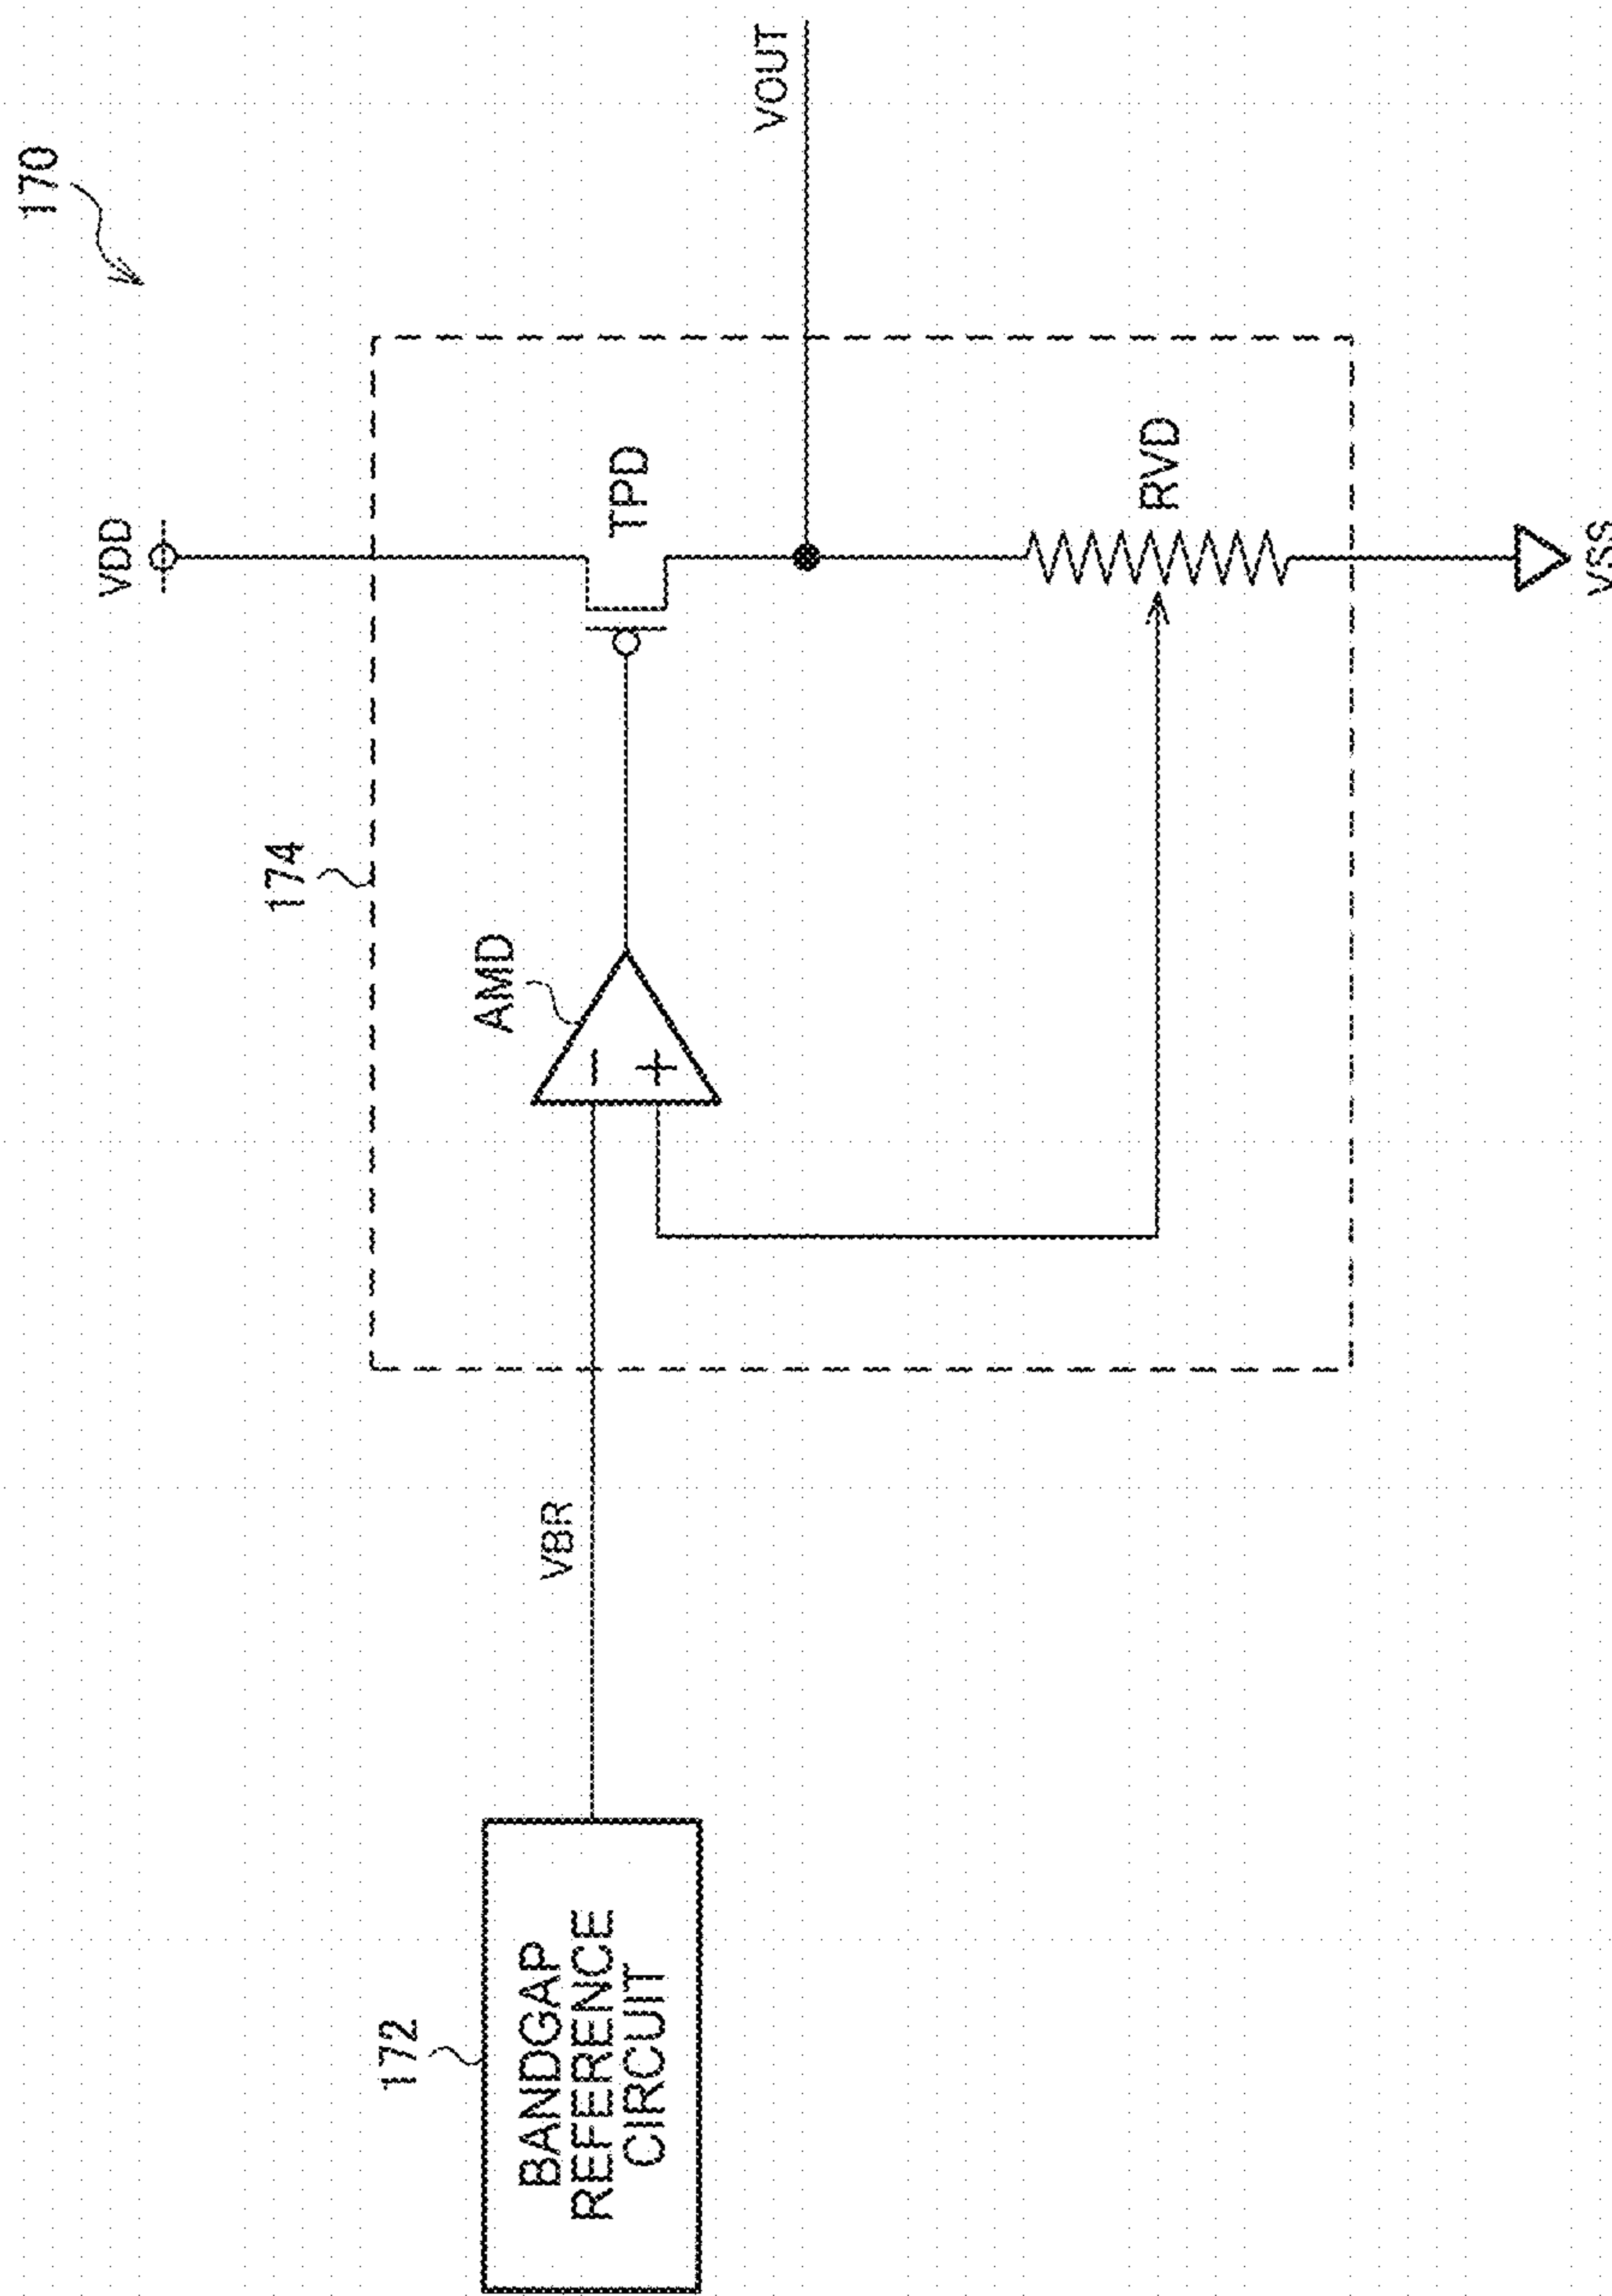 170
VDD
174
TPD
AMD
VOUT
VBR
172
BANDGAP
REFERENCE
CIRCUIT
−
+
RVD
VSS